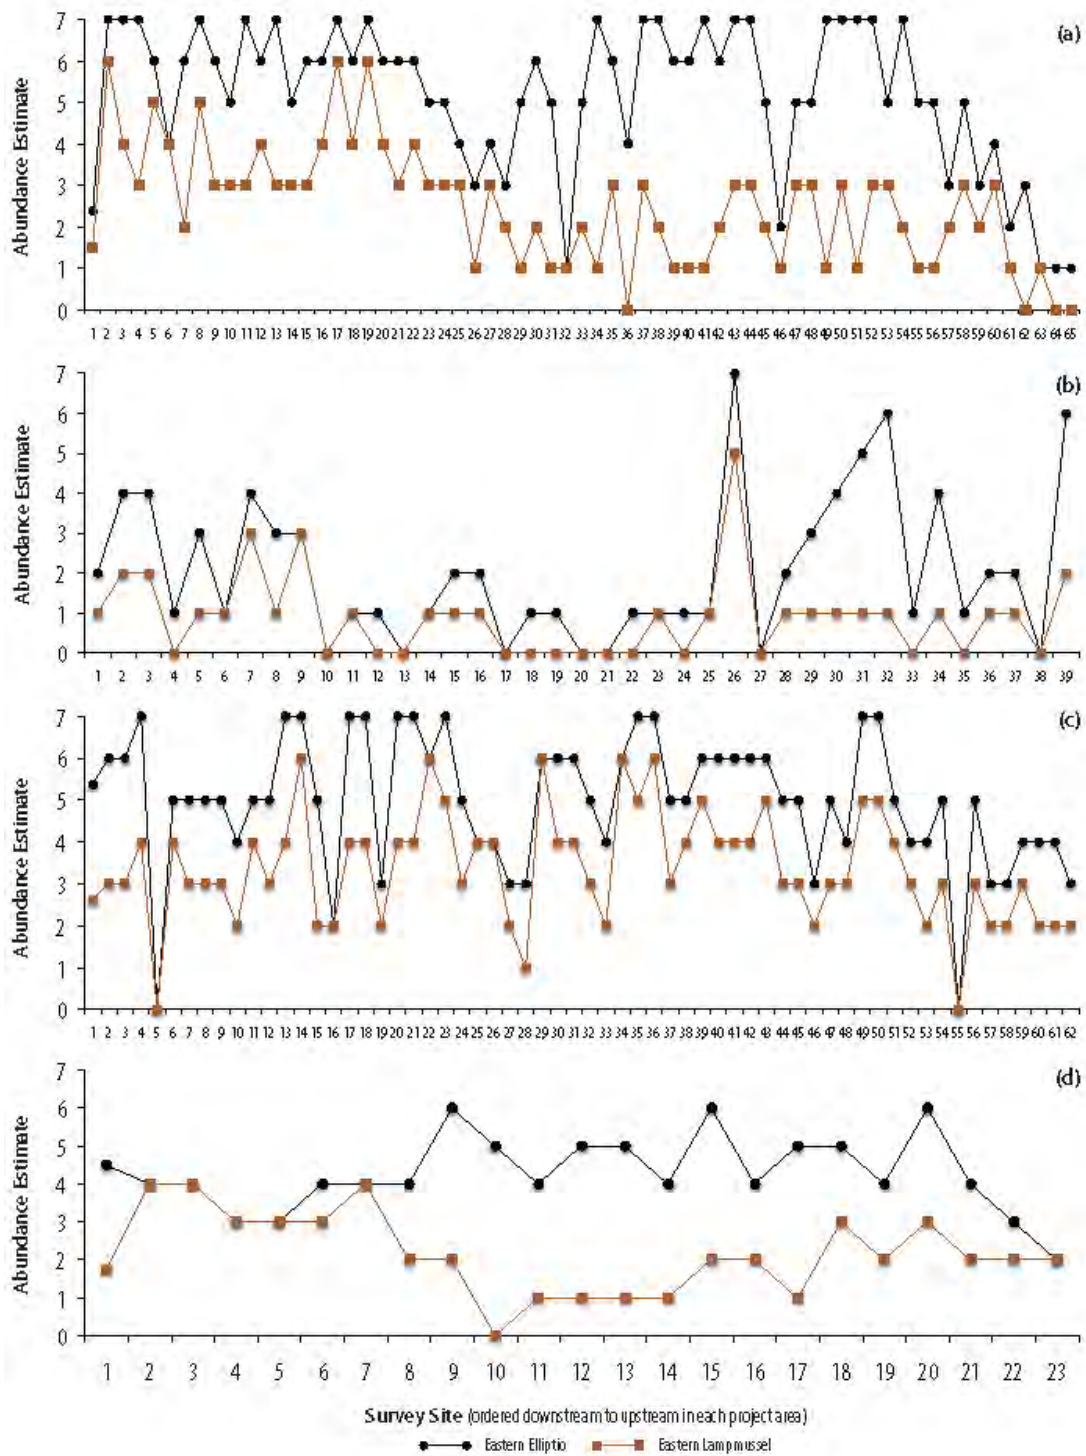 (a)
Abundance Estimate
7
6
5
4
3
2
1
0
1 2 3 4 5 6 7 8 9 10 11 12 13 14 15 16 17 18 19 20 21 22 23 24 25 26 27 28 29 30 31 32 33 34 35 36 37 38 39 40 41 42 43 44 45 46 47 48 49 50 51 52 53 54 55 56 57 58 59 60 61 62 63 64 65
(b)
Abundance Estimate
7
6
5
4
3
2
1
0
1 2 3 4 5 6 7 8 9 10 11 12 13 14 15 16 17 18 19 20 21 22 23 24 25 26 27 28 29 30 31 32 33 34 35 36 37 38 39
(c)
Abundance Estimate
7
6
5
4
3
2
1
0
1 2 3 4 5 6 7 8 9 10 11 12 13 14 15 16 17 18 19 20 21 22 23 24 25 26 27 28 29 30 31 32 33 34 35 36 37 38 39 40 41 42 43 44 45 46 47 48 49 50 51 52 53 54 55 56 57 58 59 60 61 62
(d)
Abundance Estimate
7
6
5
4
3
2
1
0
1 2 3 4 5 6 7 8 9 10 11 12 13 14 15 16 17 18 19 20 21 22 23
Survey Site (ordered downstream to upstream in each project area)
Eastern Elliptio Eastern Lampmussel